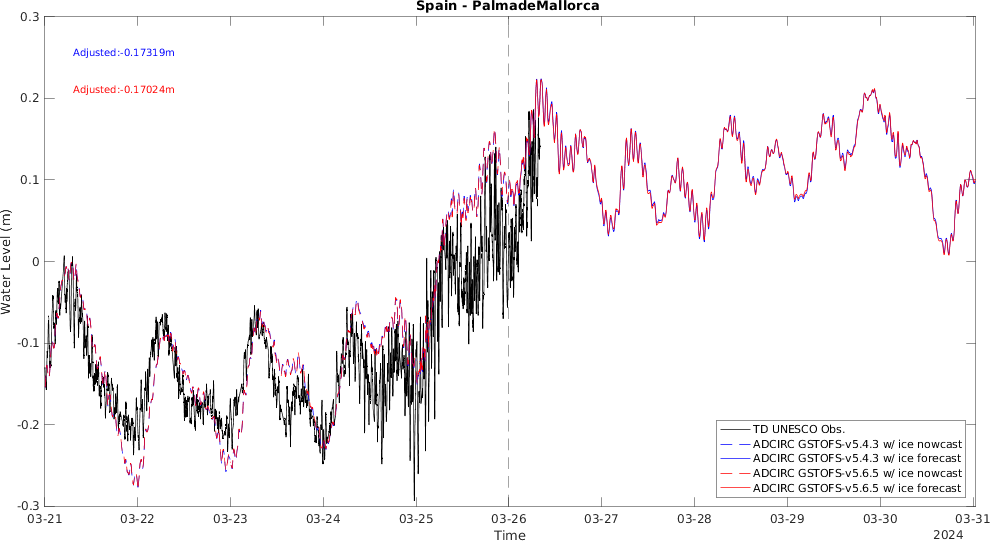 Spain - PalmadeMallorca
0.3
Adjusted:-0.17319m
Adjusted:-0.17024m
0.2
0.1
0
-0.1
-0.2
-0.3
Water Level (m)
TD UNESCO Obs.
ADCIRC GSTOFS-v5.4.3 w/ ice nowcast
ADCIRC GSTOFS-v5.4.3 w/ ice forecast
ADCIRC GSTOFS-v5.6.5 w/ ice nowcast
ADCIRC GSTOFS-v5.6.5 w/ ice forecast
03-21 03-22 03-23 03-24 03-25 03-26 03-27 03-28 03-29 03-30 03-31
Time
2024